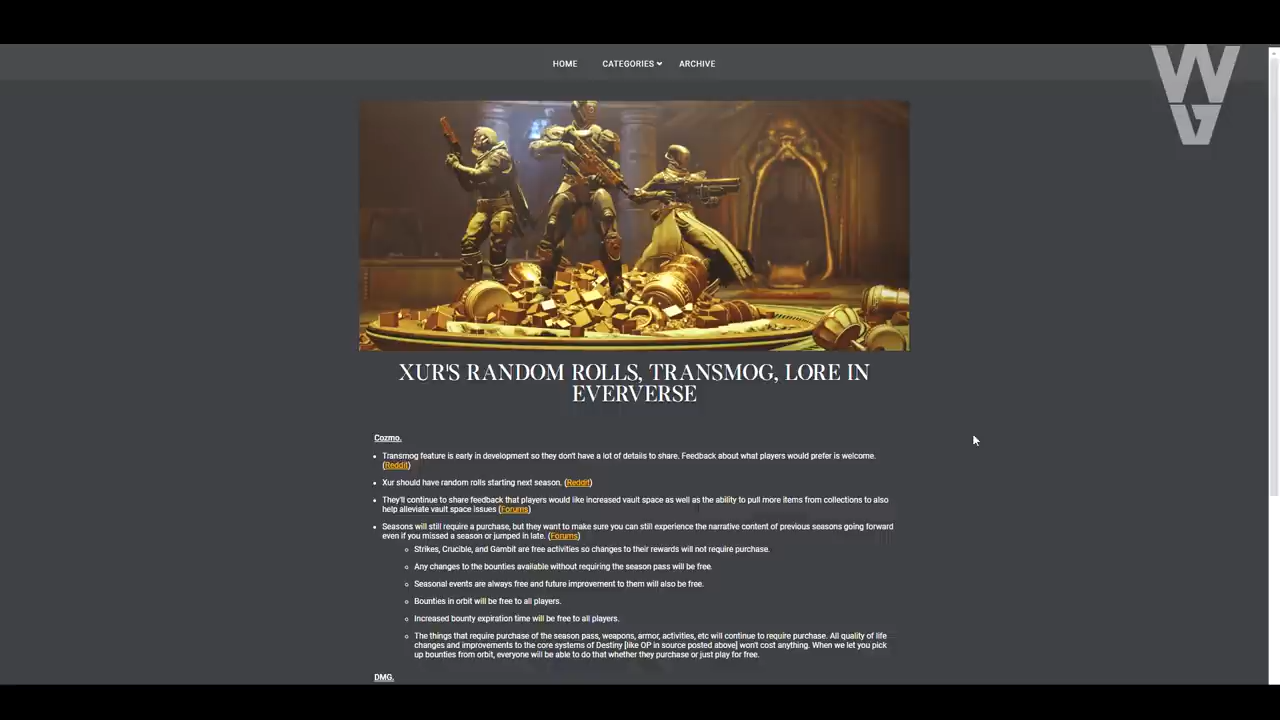 HOME CATEGORIES ARCHIVE
WG
XUR'S RANDOM ROLLS, TRANSMOG, LORE IN
EVERVERSE
Cozmo.
Transmog feature is early in development so they don't have a lot of details to share. Feedback about what players would prefer is welcome.
(Reddit)
Xur should have random rolls starting next season. (Reddit)
They'll continue to share feedback that players would like increased vault space as well as the ability to pull more items from collections to also
help alleviate vault space issues (Forums)
Seasons will still require a purchase, but they want to make sure you can still experience the narrative content of previous seasons going forward
even if you missed a season or jumped in late. (Forums)
Strikes, Crucible, and Gambit are free activities so changes to their rewards will not require purchase.
Any changes to the bounties available without requiring the season pass will be free.
Seasonal events are always free and future improvement to them will also be free.
Bounties in orbit will be free to all players.
Increased bounty expiration time will be free to all players.
The things that require purchase of the season pass, weapons, armor, activities, etc will continue to require purchase. All quality of life
changes and improvements to the core systems of Destiny [like OP in source posted above] won't cost anything. When we let you pick
up bounties from orbit, everyone will be able to do that whether they purchase or just play for free.
DMG.